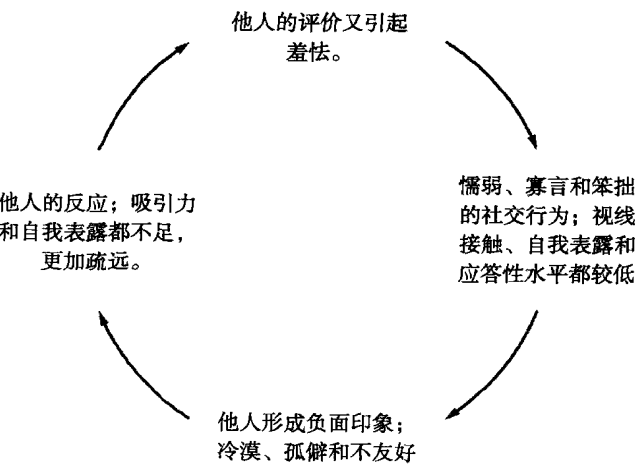 他人的评价又引起
羞怯。
懦弱、寡言和笨拙
的社交行为；视线
接触、自我表露和
应答性水平都较低
他人形成负面印象；
冷漠、孤僻和不友好
他人的反应；吸引力
和自我表露都不足，
更加疏远。